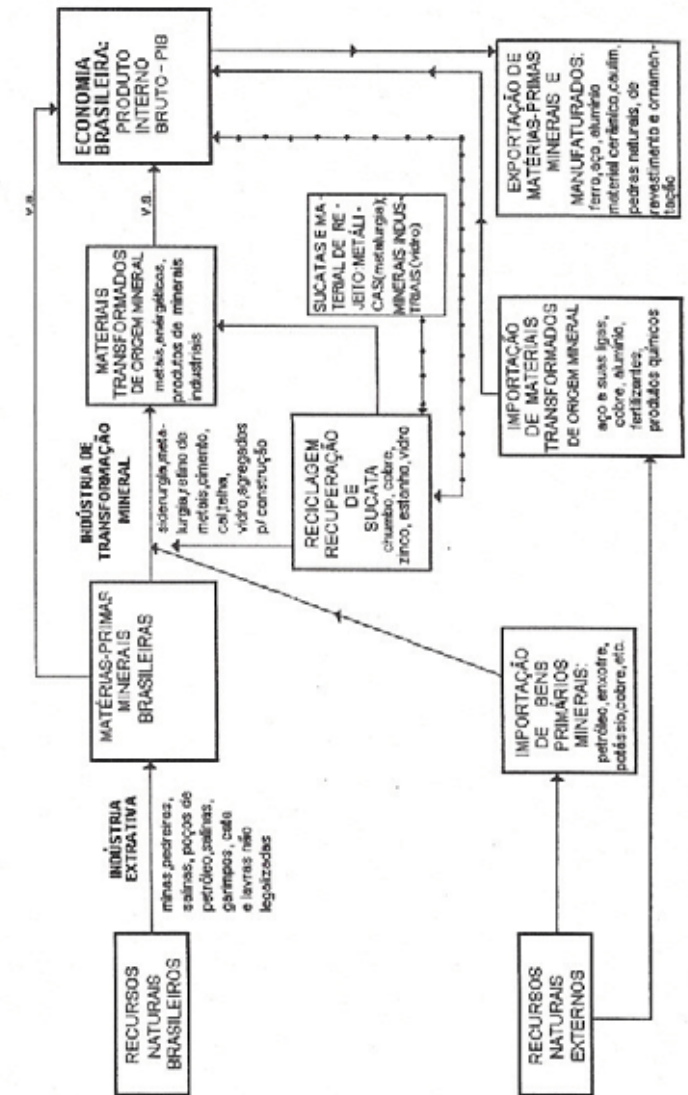 RECURSOS
NATURAIS
BRASILEIROS
INDÚSTRIA
EXTRATIVA
minas,pedreiras,
salinas,poços de
petróleo,salinas,
garimpos, cata
e lavras não
legalizadas
MATÉRIAS-PRIMAS
MINERAIS
BRASILEIRAS
INDÚSTRIA DE
TRANSFORMAÇÃO
MINERAL
siderurgia,meta-
lurgia,refino de
metais,cimento,
cal,talha,
vidro,agregados
p/ construção
MATERIAIS
TRANSFORMADOS
DE ORIGEM MINERAL
metais,energéticos,
produtos de minerais
industriais
v.a.
v.a.
ECONOMIA
BRASILEIRA:
PRODUTO
INTERNO
BRUTO - PIB
RECICLAGEM
RECUPERAÇÃO
DE
SUCATA
chumbo, cobre,
zinco, estanho, vidro
SUCATAS E MA-
TERIAL DE RE -
JEITO:METÁLI -
CAS(metalurgia);
MINERAIS INDUS-
TRIAIS(vidro)
RECURSOS
NATURAIS
EXTERNOS
IMPORTAÇÃO
DE BENS
PRIMÁRIOS
MINERAIS:
petróleo,enxofre,
potássio,cobre,etc.
IMPORTAÇÃO
DE MATERIAIS
TRANSFORMADOS
DE ORIGEM MINERAL
aço e suas ligas,
cobre, alumínio,
fertilizantes,
produtos químicos
EXPORTAÇÃO DE
MATÉRIAS-PRIMAS
MINERAIS E
MANUFATURADOS:
ferro,aço,alumínio
material cerâmico,caulim,
pedras naturais, de
revestimento e ornamen-
tação